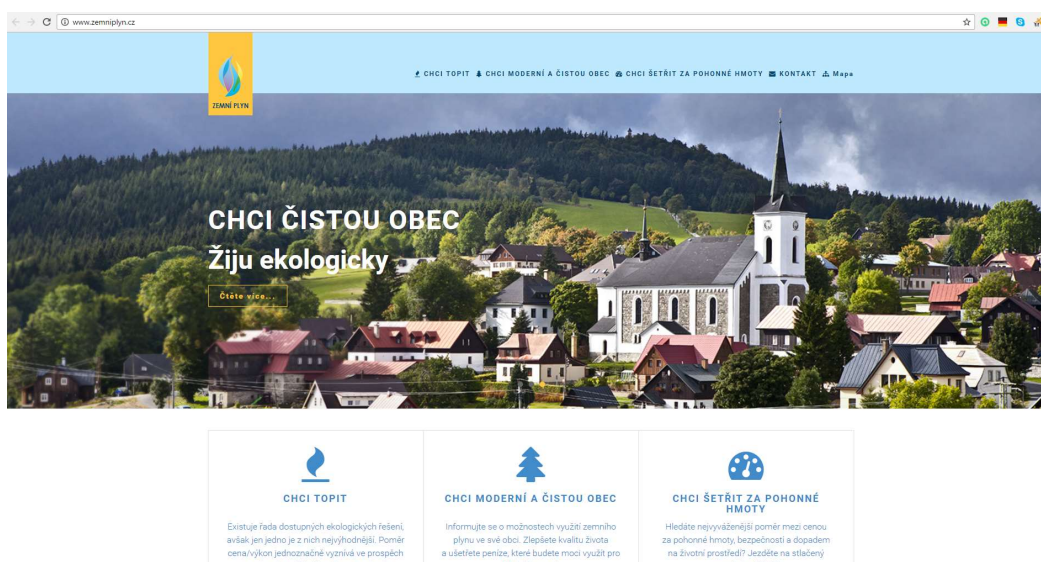 www.zemniplyn.cz
ZEMNÍ PLYN
CHCI TOPIT CHCI MODERNÍ A ČISTOU OBEC CHCI ŠETŘIT ZA POHONNÉ HMOTY KONTAKT Mapa
CHCI ČISTOU OBEC
Žiju ekologicky
Čtěte více...
CHCI TOPIT
Existuje řada dostupných ekologických řešení,
avšak jen jedno je z nich nejvýhodnější. Poměr
cena/výkon jednoznačně vyznívá ve prospěch
CHCI MODERNÍ A ČISTOU OBEC
Informujte se o možnostech využití zemního
plynu ve své obci. Zlepšete kvalitu života
a ušetřete peníze, které budete moci využít pro
CHCI ŠETŘIT ZA POHONNÉ
HMOTY
Hledáte nejvyváženější poměr mezi cenou
za pohonné hmoty, bezpečností a dopadem
na životní prostředí? Jezděte na stlačený